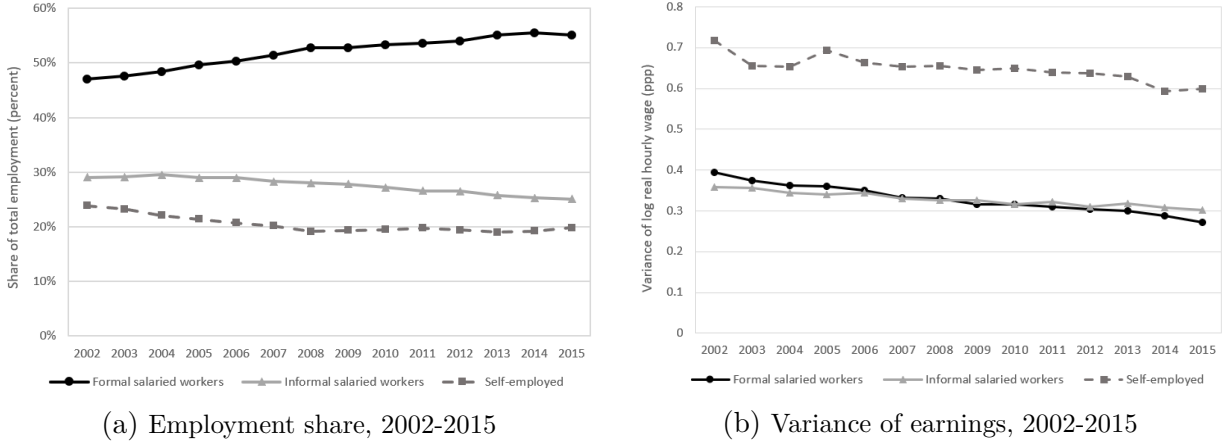 60%
50%
40%
30%
20%
10%
0%
Share of total employment (percent)
2002 2003 2004 2005 2006 2007 2008 2009 2010 2011 2012 2013 2014 2015
Formal salaried workers Informal salaried workers Self-employed
(a) Employment share, 2002-2015
0.8
0.7
0.6
0.5
0.4
0.3
0.2
0.1
0
Variance of log real hourly wage (ppp)
2002 2003 2004 2005 2006 2007 2008 2009 2010 2011 2012 2013 2014 2015
Formal salaried workers Informal salaried workers Self-employed
(b) Variance of earnings, 2002-2015